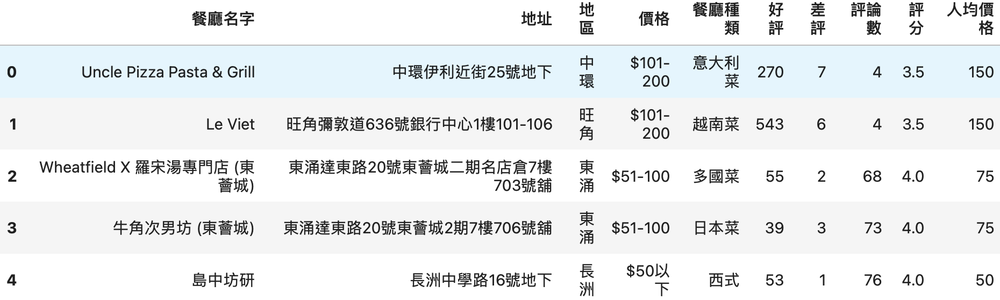 餐廳名字 地址 地區 價格 餐廳種類 好評 差評 評論數 評分 人均價格
0 Uncle Pizza Pasta & Grill 中環伊利近街25號地下 中環 $101-200 意大利菜 270 7 4 3.5 150
1 Le Viet 旺角彌敦道636號銀行中心1樓101-106 旺角 $101-200 越南菜 543 6 4 3.5 150
2 Wheatfield X 羅宋湯專門店 (東薈城) 東涌達東路20號東薈城二期名店倉7樓703號舖 東涌 $51-100 多國菜 55 2 68 4.0 75
3 牛角次男坊 (東薈城) 東涌達東路20號東薈城2期7樓706號舖 東涌 $51-100 日本菜 39 3 73 4.0 75
4 島中坊研 長洲中學路16號地下 長洲 $50以下 西式 53 1 76 4.0 50